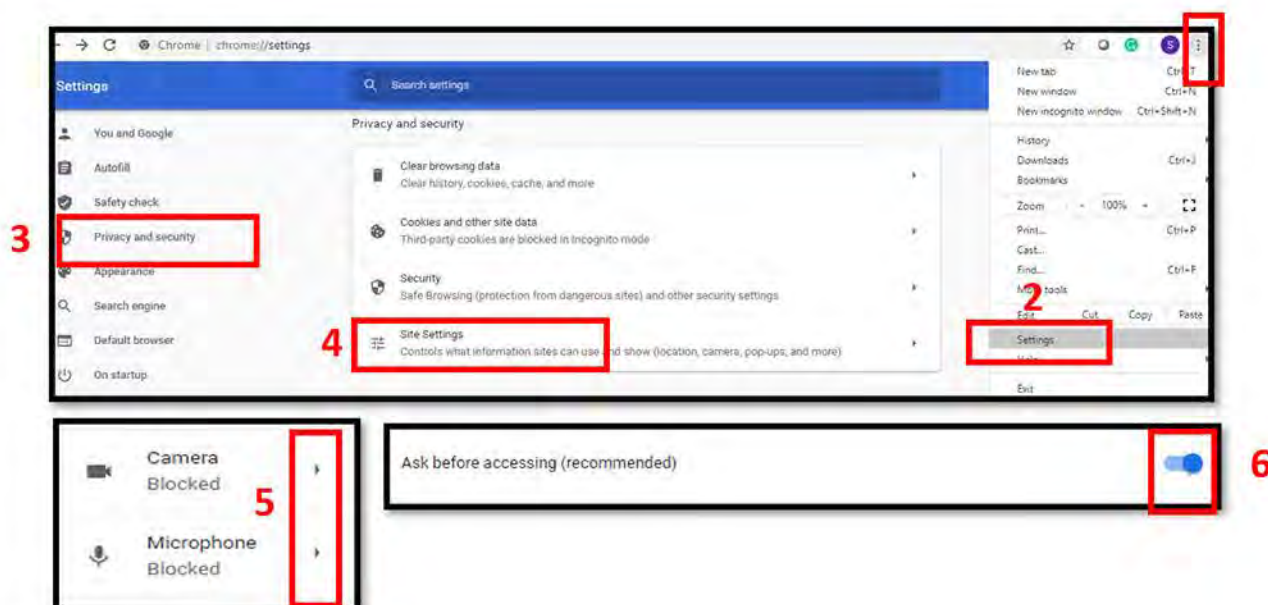 Chrome | chrome://settings
S
Settings
Search settings
You and Google
Autofill
Safety check
3
Privacy and security
Appearance
Search engine
Default browser
On startup
Privacy and security
Clear browsing data
Clear history, cookies, cache, and more
Cookies and other site data
Third-party cookies are blocked in Incognito mode
Security
Safe Browsing (protection from dangerous sites) and other security settings
4
Site Settings
Controls what information sites can use and show (location, camera, pop-ups, and more)
New tab Ctrl+T
New window Ctrl+N
New incognito window Ctrl+Shift+N
History
Downloads Ctrl+J
Bookmarks
Zoom - 100% +
Print... Ctrl+P
Cast...
Find... Ctrl+F
More tools
2
Edit Cut Copy Paste
Settings
Help
Exit
Camera
Blocked
5
Microphone
Blocked
Ask before accessing (recommended)
6